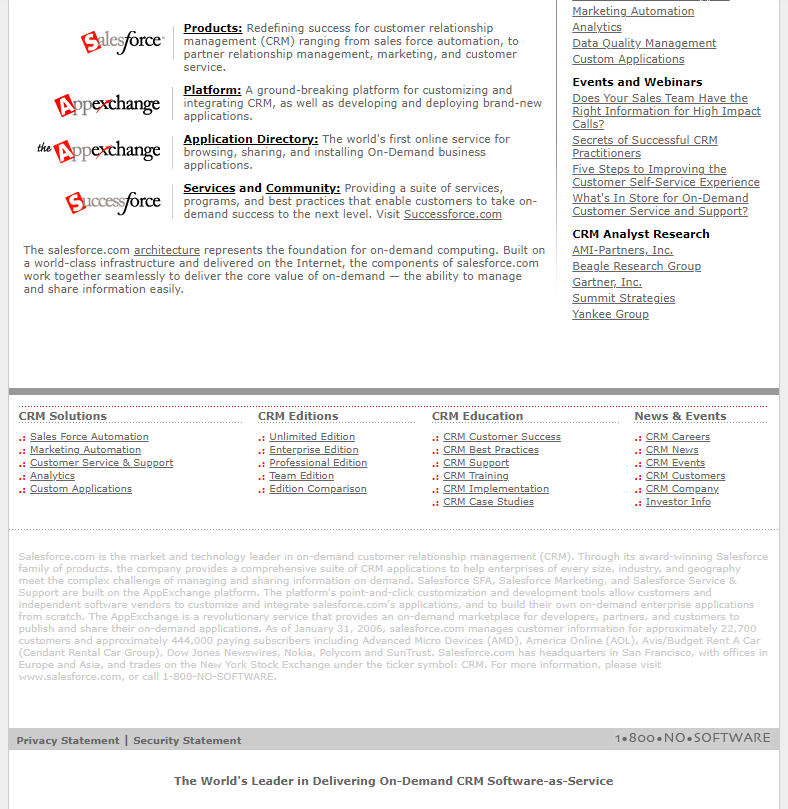 Salesforce
Products: Redefining success for customer relationship
management (CRM) ranging from sales force automation, to
partner relationship management, marketing, and customer
service.
Appexchange
Platform: A ground-breaking platform for customizing and
integrating CRM, as well as developing and deploying brand-new
applications.
the Appexchange
Application Directory: The world's first online service for
browsing, sharing, and installing On-Demand business
applications.
Successforce
Services and Community: Providing a suite of services,
programs, and best practices that enable customers to take on-
demand success to the next level. Visit Successforce.com
The salesforce.com architecture represents the foundation for on-demand computing. Built on
a world-class infrastructure and delivered on the Internet, the components of salesforce.com
work together seamlessly to deliver the core value of on-demand — the ability to manage
and share information easily.
Marketing Automation
Analytics
Data Quality Management
Custom Applications
Events and Webinars
Does Your Sales Team Have the
Right Information for High Impact
Calls?
Secrets of Successful CRM
Practitioners
Five Steps to Improving the
Customer Self-Service Experience
What's In Store for On-Demand
Customer Service and Support?
CRM Analyst Research
AMI-Partners, Inc.
Beagle Research Group
Gartner, Inc.
Summit Strategies
Yankee Group
CRM Solutions
Sales Force Automation
Marketing Automation
Customer Service & Support
Analytics
Custom Applications
CRM Editions
Unlimited Edition
Enterprise Edition
Professional Edition
Team Edition
Edition Comparison
CRM Education
CRM Customer Success
CRM Best Practices
CRM Support
CRM Training
CRM Implementation
CRM Case Studies
News & Events
CRM Careers
CRM News
CRM Events
CRM Customers
CRM Company
Investor Info
Salesforce.com is the market and technology leader in on-demand customer relationship management (CRM). Through its award-winning Salesforce
family of products, the company provides a comprehensive suite of CRM applications to help enterprises of every size, industry, and geography
meet the complex challenge of managing and sharing information on demand. Salesforce SFA, Salesforce Marketing, and Salesforce Service &
Support are built on the AppExchange platform. The platform's point-and-click customization and development tools allow customers and
independent software vendors to customize and integrate salesforce.com's applications, and to build their own on-demand enterprise applications
from scratch. The AppExchange is a revolutionary service that provides an on-demand marketplace for developers, partners, and customers to
publish and share their on-demand applications. As of January 31, 2006, salesforce.com manages customer information for approximately 22,700
customers and approximately 444,000 paying subscribers including Advanced Micro Devices (AMD), America Online (AOL), Avis/Budget Rent A Car
(Cendant Rental Car Group), Dow Jones Newswires, Nokia, Polycom and SunTrust. Salesforce.com has headquarters in San Francisco, with offices in
Europe and Asia, and trades on the New York Stock Exchange under the ticker symbol: CRM. For more information, please visit
www.salesforce.com, or call 1-800-NO-SOFTWARE.
Privacy Statement | Security Statement
1•800•NO•SOFTWARE
The World's Leader in Delivering On-Demand CRM Software-as-Service